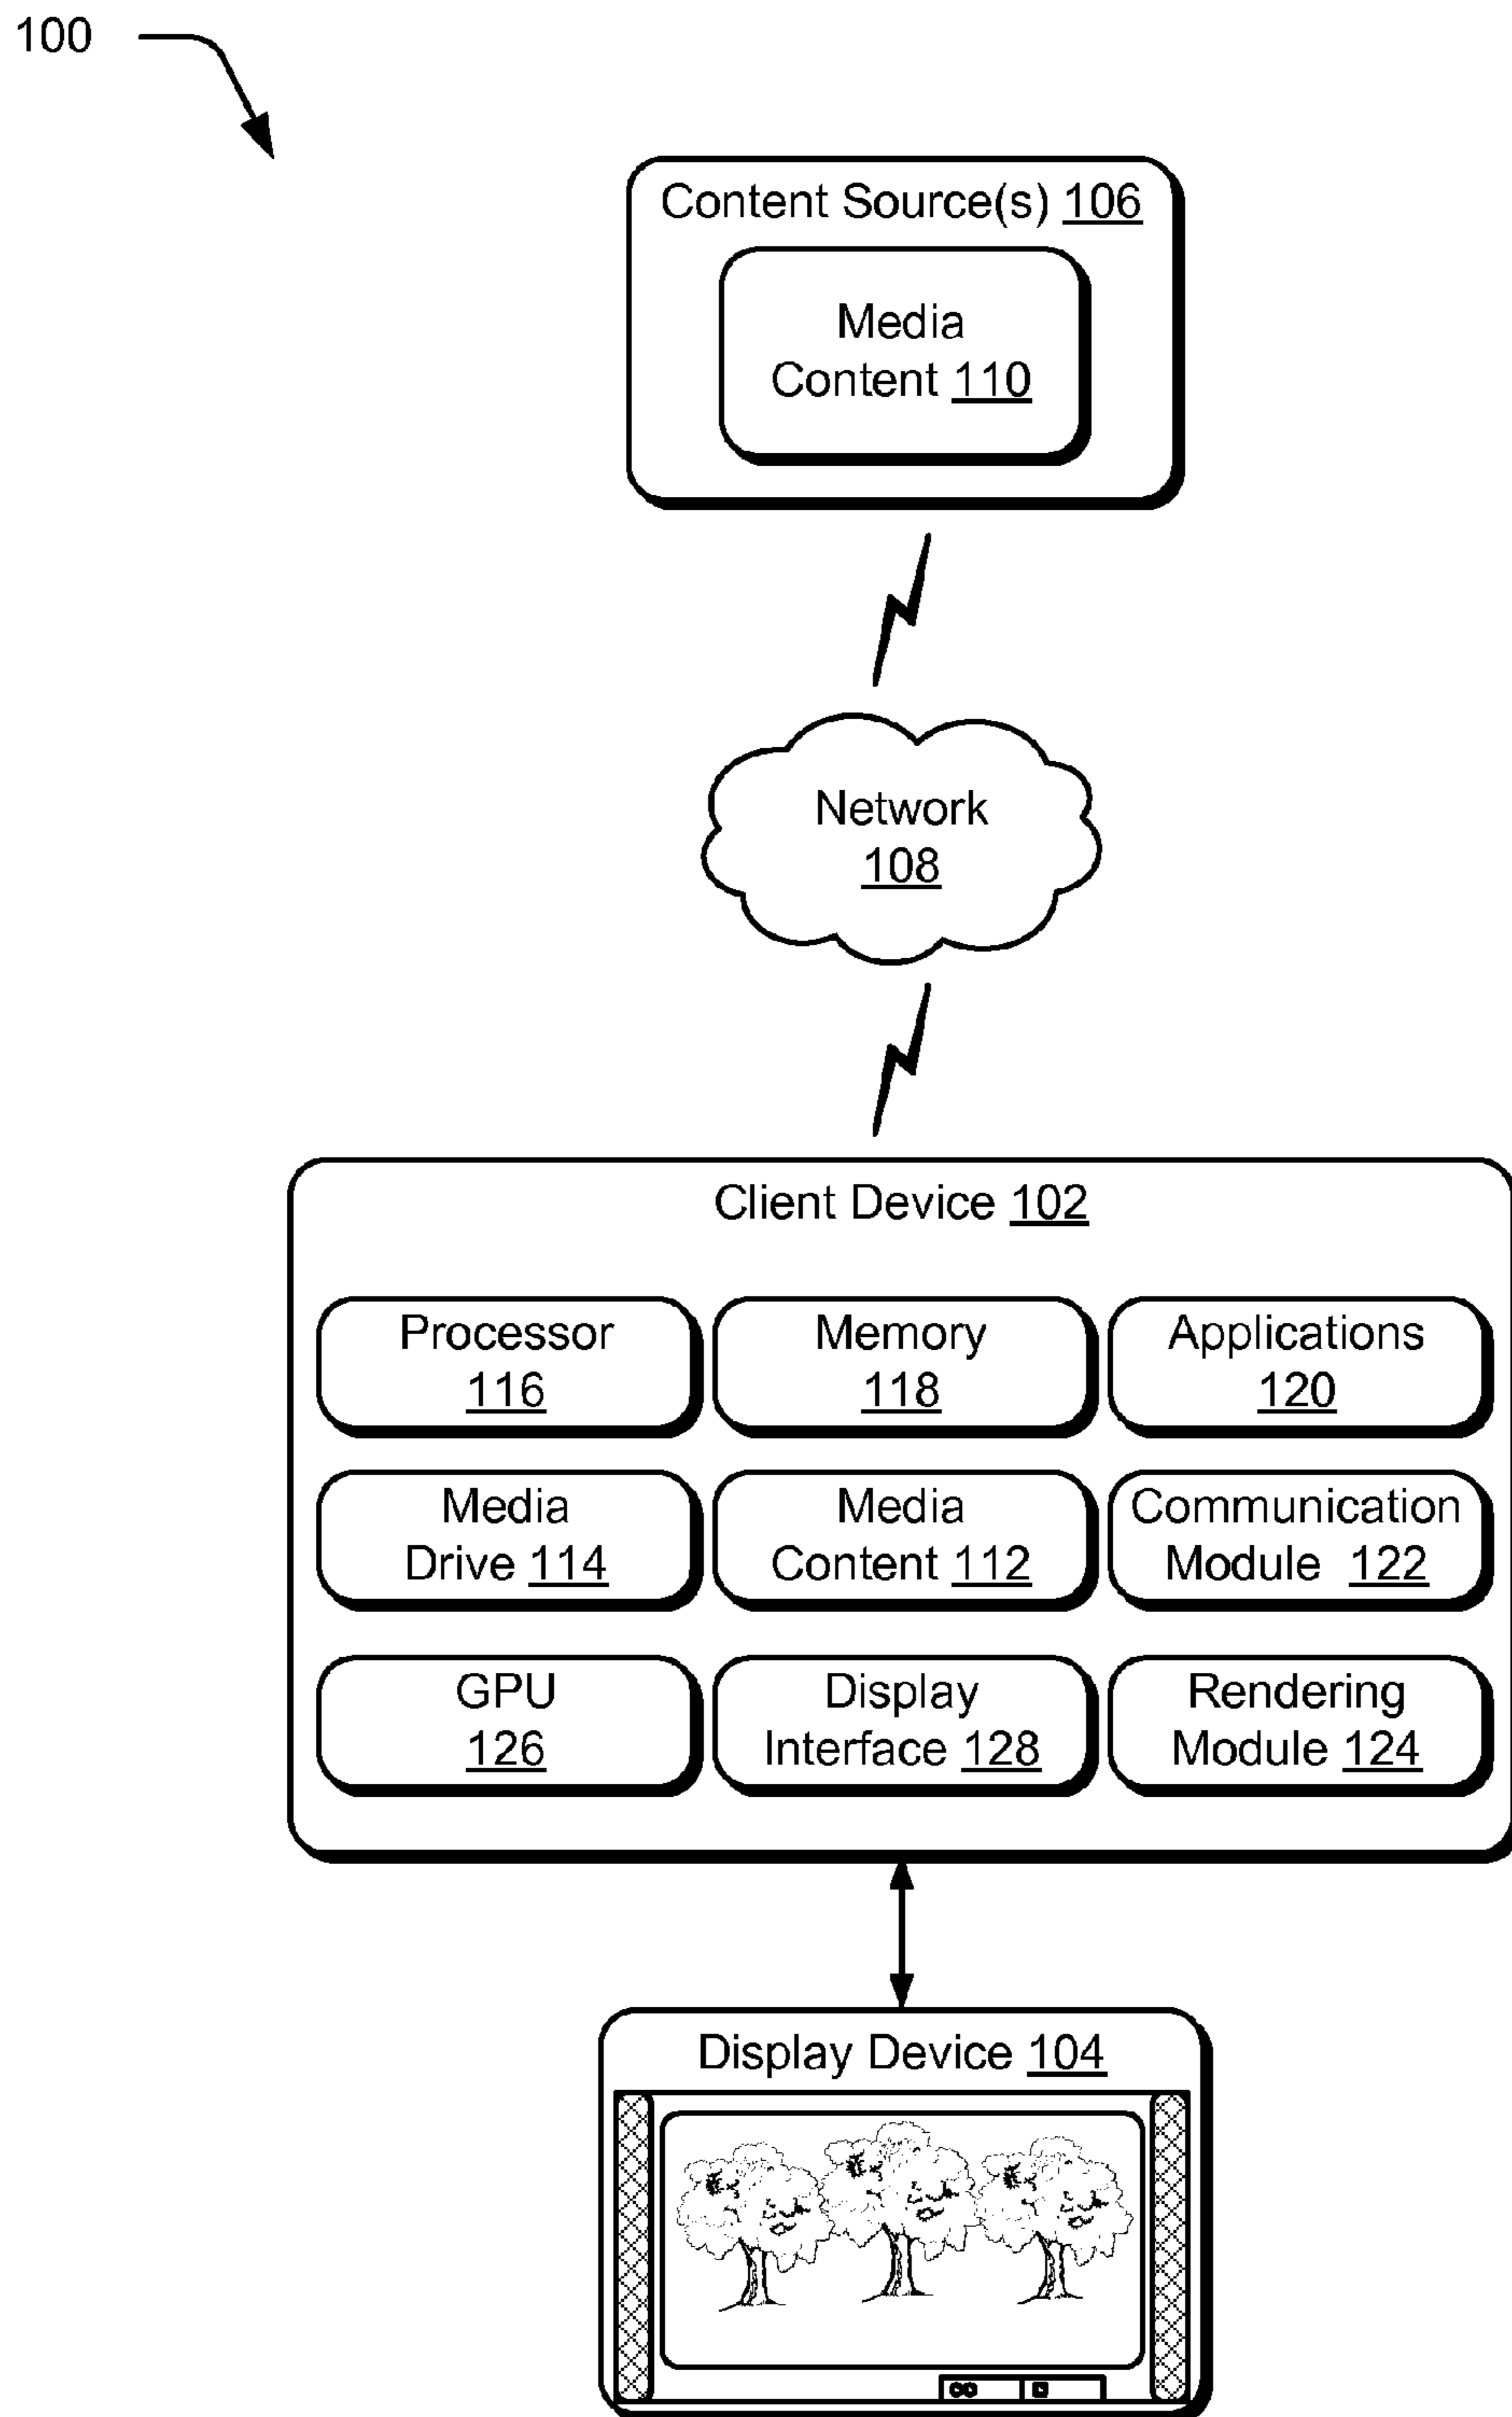 100
Content Source(s) 106
Media
Content 110
Network
108
Client Device 102
Processor
116
Memory
118
Applications
120
Media
Drive 114
Media
Content 112
Communication
Module 122
GPU
126
Display
Interface 128
Rendering
Module 124
Display Device 104